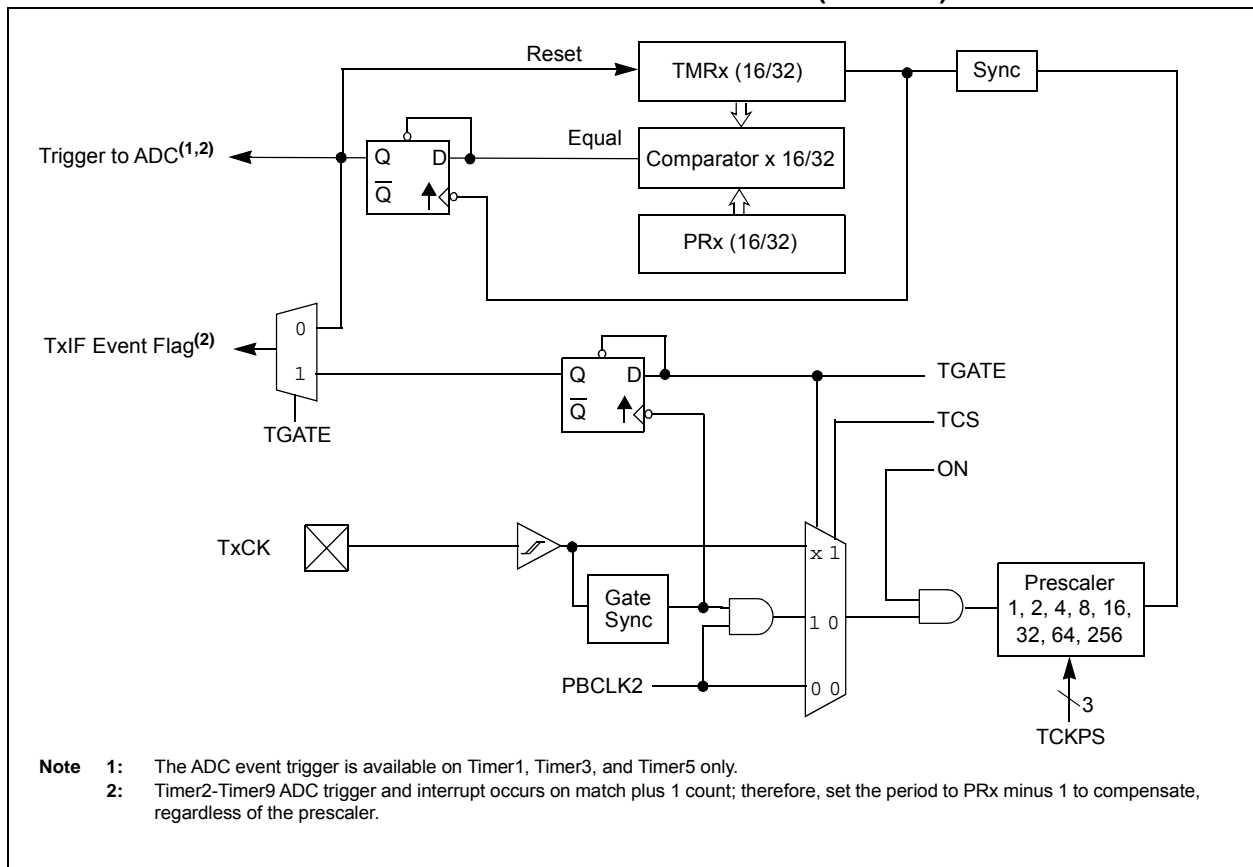 Reset
TMRx (16/32)
Sync
Equal
Trigger to ADC(1,2)
Q D
Q
Comparator x 16/32
PRx (16/32)
0
TxIF Event Flag(2)
1
TGATE
Q D
Q
TGATE
TCS
ON
TxCK
x 1
Gate
Sync
1 0
Prescaler
1, 2, 4, 8, 16,
32, 64, 256
PBCLK2
0 0
3
TCKPS
Note 1: The ADC event trigger is available on Timer1, Timer3, and Timer5 only.
2: Timer2-Timer9 ADC trigger and interrupt occurs on match plus 1 count; therefore, set the period to PRx minus 1 to compensate,
regardless of the prescaler.